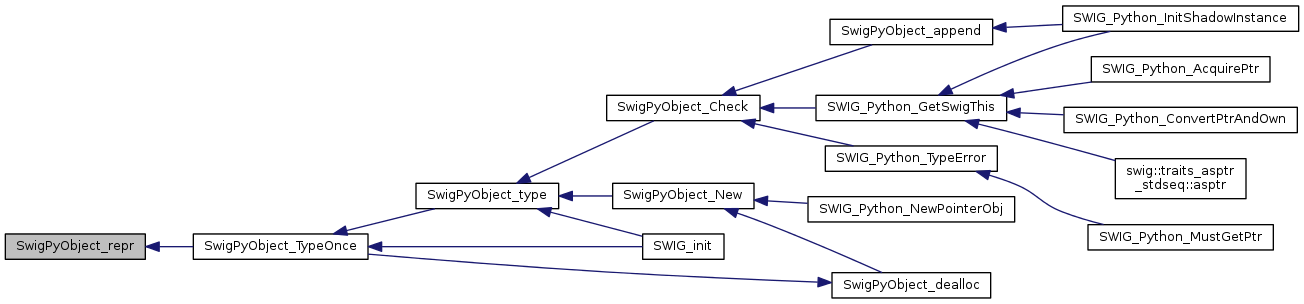 SwigPyObject_repr
SwigPyObject_TypeOnce
SwigPyObject_type
SwigPyObject_Check
SwigPyObject_append
SWIG_Python_InitShadowInstance
SWIG_Python_GetSwigThis
SWIG_Python_AcquirePtr
SWIG_Python_ConvertPtrAndOwn
swig::traits_asptr
_stdseq::asptr
SWIG_Python_TypeError
SWIG_Python_MustGetPtr
SwigPyObject_New
SWIG_Python_NewPointerObj
SwigPyObject_dealloc
SWIG_init